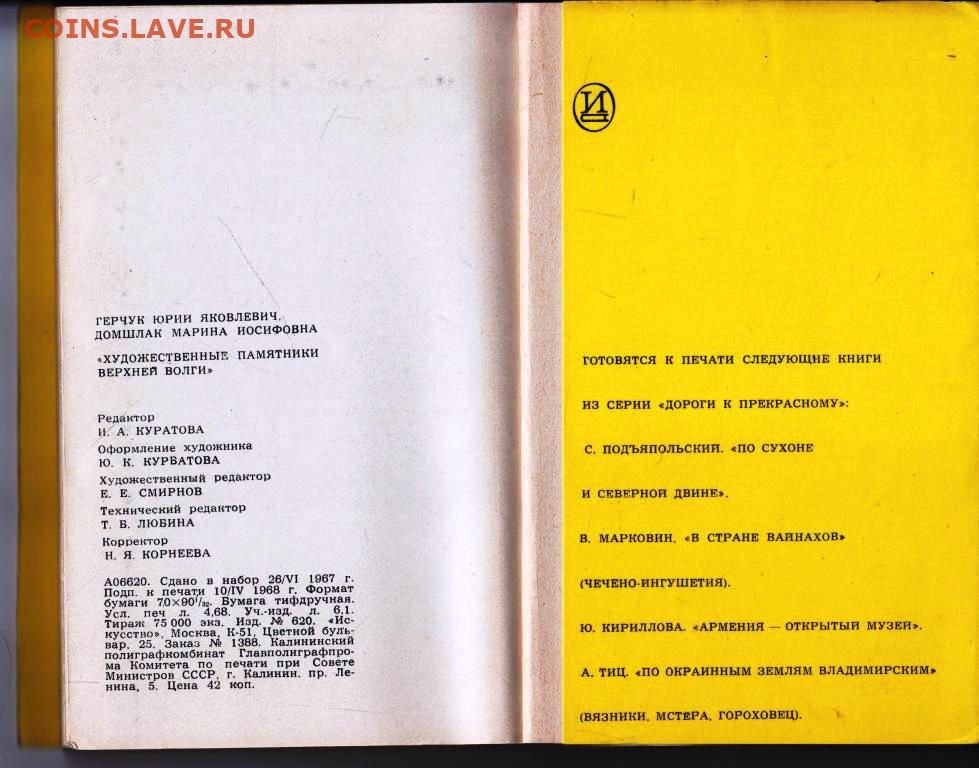 COINS.LAVE.RU
ГЕРЧУК ЮРИЙ ЯКОВЛЕВИЧ,
ДОМШЛАК МАРИНА ИОСИФОВНА
«ХУДОЖЕСТВЕННЫЕ ПАМЯТНИКИ
ВЕРХНЕЙ ВОЛГИ»
Редактор
И. А. КУРАТОВА
Оформление художника
Ю. К. КУРБАТОВА
Художественный редактор
Е. Е. СМИРНОВ
Технический редактор
Т. Б. ЛЮБИНА
Корректор
Н. Я. КОРНЕЕВА
А06620. Сдано в набор 26/VI 1967 г.
Подп. к печати 10/IV 1968 г. Формат
бумаги 70×90¹/₃₂. Бумага тифдручная.
Усл. печ л. 4,68. Уч.-изд. л. 6,1.
Тираж 75 000 экз. Изд. № 620. «Ис-
кусство», Москва, К-51, Цветной буль-
вар, 25. Заказ № 1388. Калининский
полиграфкомбинат Главполиграфпро-
ма Комитета по печати при Совете
Министров СССР, г. Калинин. пр. Ле-
нина, 5. Цена 42 коп.
И
ГОТОВЯТСЯ К ПЕЧАТИ СЛЕДУЮЩИЕ КНИГИ
ИЗ СЕРИИ «ДОРОГИ К ПРЕКРАСНОМУ»:
С. ПОДЪЯПОЛЬСКИЙ. «ПО СУХОНЕ
И СЕВЕРНОЙ ДВИНЕ».
В. МАРКОВИН. «В СТРАНЕ ВАЙНАХОВ»
(ЧЕЧЕНО-ИНГУШЕТИЯ).
Ю. КИРИЛЛОВА. «АРМЕНИЯ — ОТКРЫТЫЙ МУЗЕЙ».
А. ТИЦ. «ПО ОКРАИННЫМ ЗЕМЛЯМ ВЛАДИМИРСКИМ»
(ВЯЗНИКИ, МСТЕРА, ГОРОХОВЕЦ).